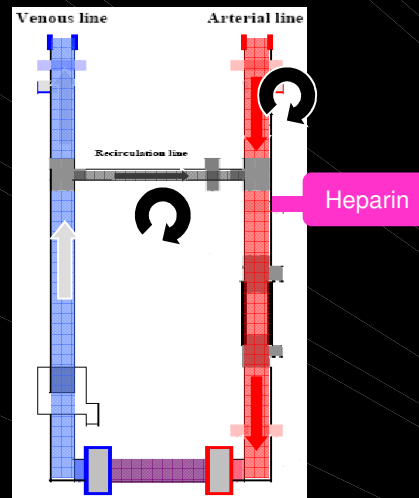 Venous line
Arterial line
Recirculation line
Heparin